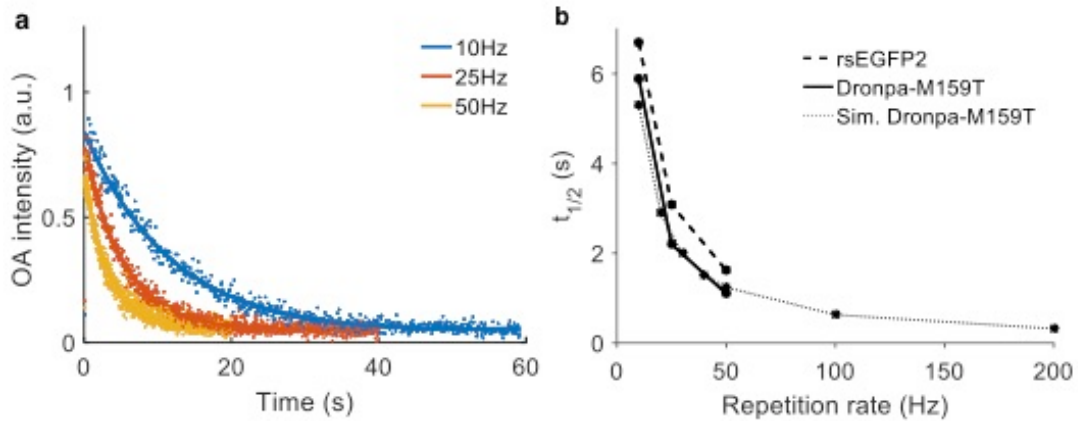 a
OA intensity (a.u.)
1
0.5
0
10Hz
25Hz
50Hz
0 20 40 60
Time (s)
b
t1/2 (s)
6
4
2
0
rsEGFP2
Dronpa-M159T
Sim. Dronpa-M159T
0 50 100 150 200
Repetition rate (Hz)